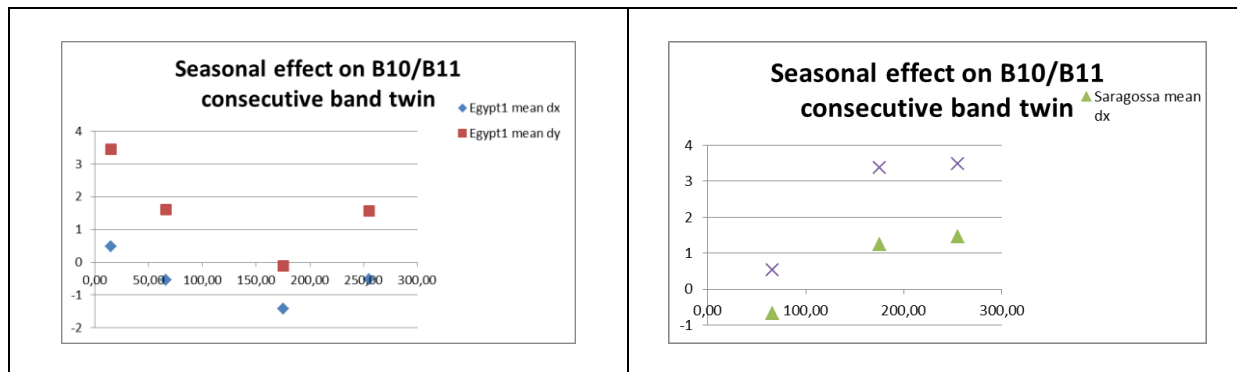 Seasonal effect on B10/B11
consecutive band twin
Egypt1 mean dx
Egypt1 mean dy
4
3
2
1
0
0,00 50,00 100,00 150,00 200,00 250,00 300,00
-1
-2
Seasonal effect on B10/B11
consecutive band twin
Saragossa mean
dx
4
3
2
1
0
0,00 100,00 200,00 300,00
-1